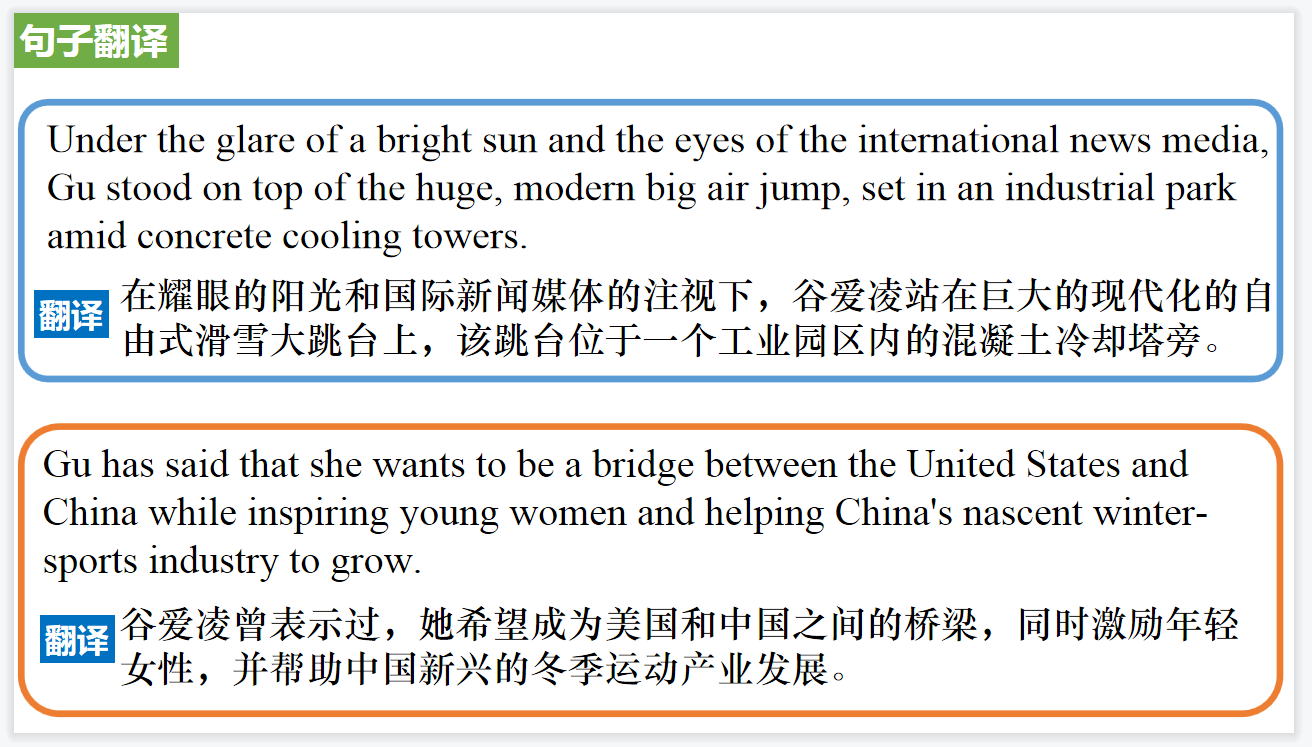 句子翻译
Under the glare of a bright sun and the eyes of the international news media,
Gu stood on top of the huge, modern big air jump, set in an industrial park
amid concrete cooling towers.
翻译
在耀眼的阳光和国际新闻媒体的注视下，谷爱凌站在巨大的现代化的自
由式滑雪大跳台上，该跳台位于一个工业园区内的混凝土冷却塔旁。
Gu has said that she wants to be a bridge between the United States and
China while inspiring young women and helping China's nascent winter-
sports industry to grow.
翻译
谷爱凌曾表示过，她希望成为美国和中国之间的桥梁，同时激励年轻
女性，并帮助中国新兴的冬季运动产业发展。